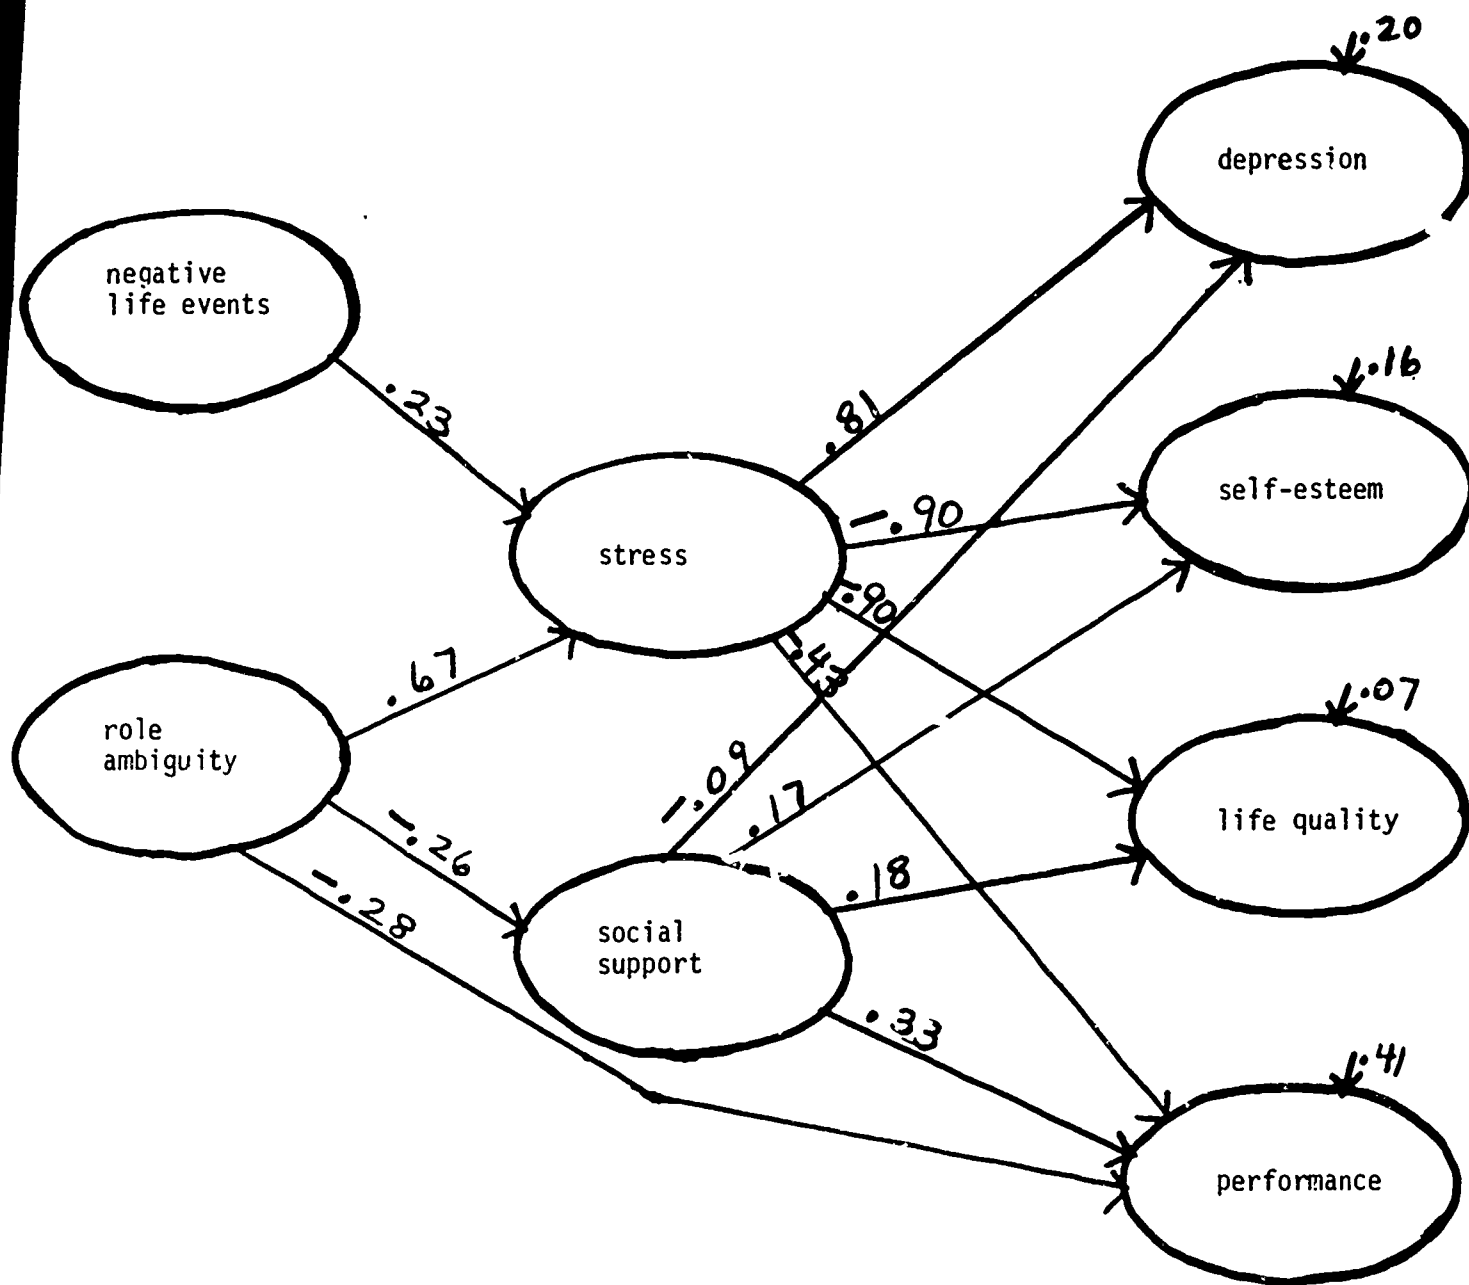 .20
depression
negative
life events
.16
.23
.81
self-esteem
-.90
stress
-.90
-.43
.67
.07
role
ambiguity
-.09
.17
life quality
-.26
.18
-.28
social
support
.33
.41
performance